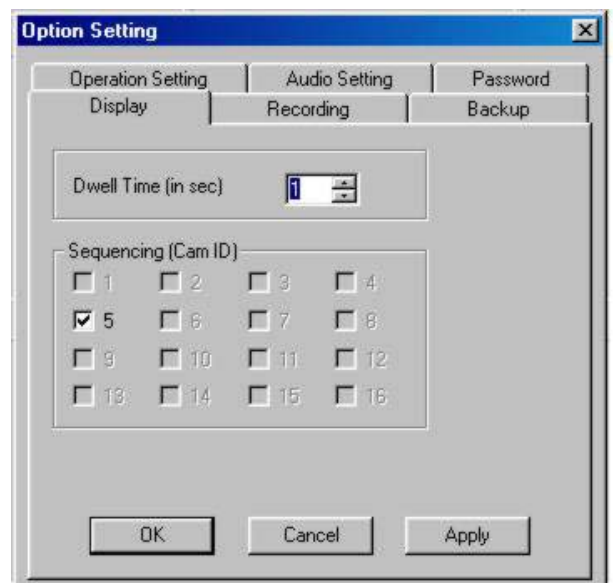 Option Setting
Operation Setting Audio Setting Password
Display Recording Backup
Dwell Time (in sec) 1
Sequencing (Cam ID)
1 2 3 4
5 6 7 8
9 10 11 12
13 14 15 16
OK Cancel Apply